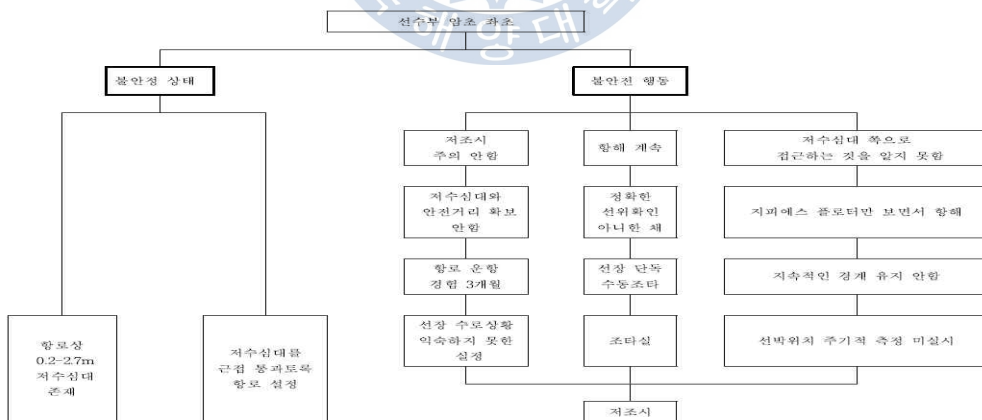 해양대
선수부 암초 좌초
불안정 상태
불안전 행동
저조시
주의 안함
항해 계속
저수심대 쪽으로
접근하는 것을 알지 못함
저수심대와
안전거리 확보
안함
정확한
선위확인
아니한 채
지피에스 플로터만 보면서 항해
항로 운항
경험 3개월
선장 단독
수동조타
지속적인 경계 유지 안함
항로상
0.2-2.7m
저수심대
존재
저수심대를
근접 통과토록
항로 설정
선장 수로상황
익숙하지 못한
실정
조타실
선박위치 주기적 측정 미실시
저조시